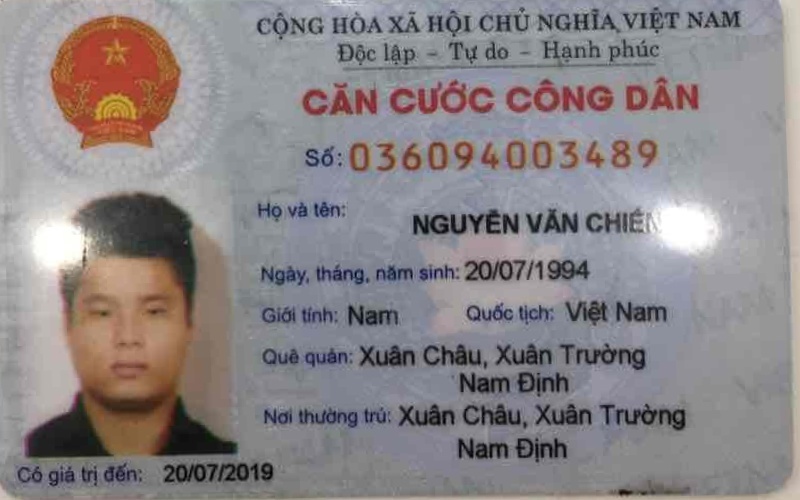 CỘNG HÒA XÃ HỘI CHỦ NGHĨA VIỆT NAM
Độc lập - Tự do - Hạnh phúc
CĂN CƯỚC CÔNG DÂN
Số: 036094003489
Họ và tên:
NGUYỄN VĂN CHIẾN
Ngày, tháng, năm sinh: 20/07/1994
Giới tính: Nam Quốc tịch: Việt Nam
Quê quán: Xuân Châu, Xuân Trường
Nam Định
Nơi thường trú: Xuân Châu, Xuân Trường
Nam Định
Có giá trị đến: 20/07/2019